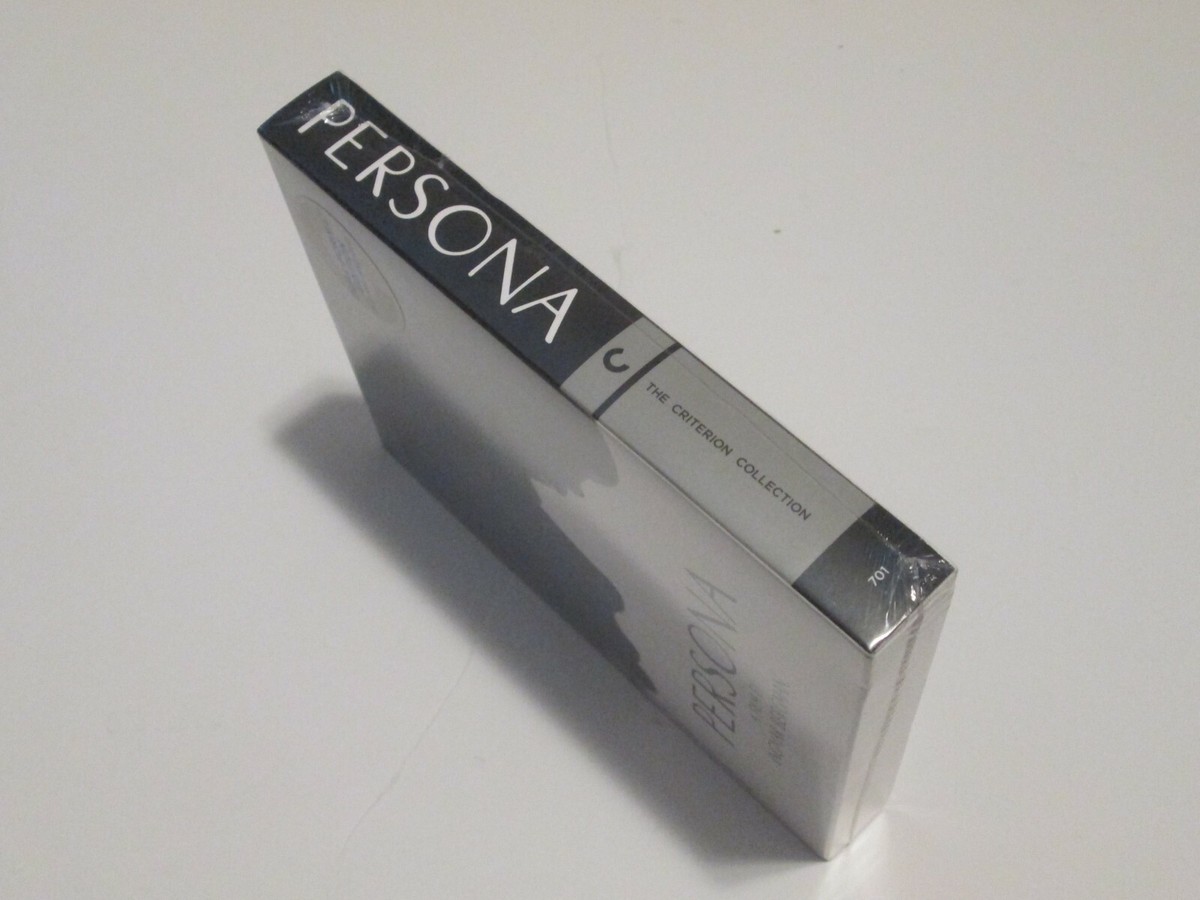 PERSONA
THE CRITERION COLLECTION
701
PERSONA